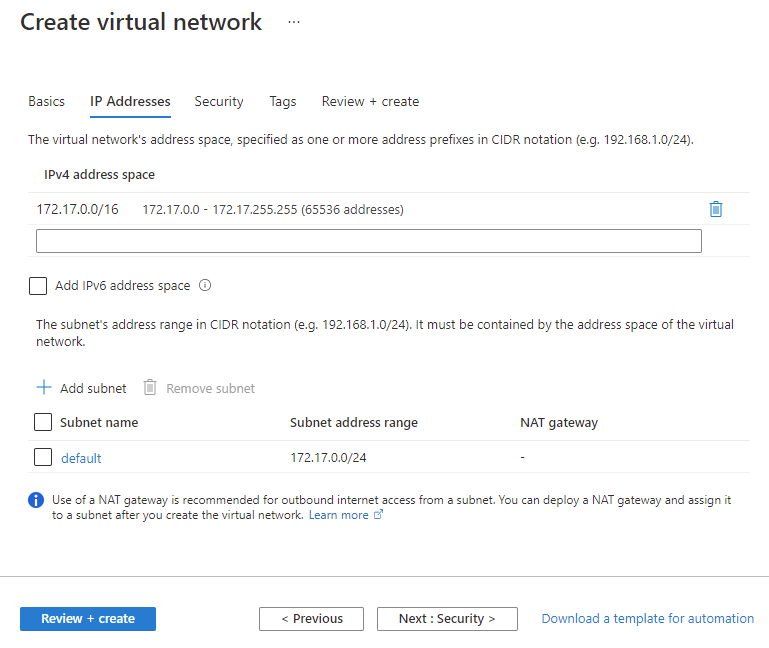 Create virtual network ...
Basics IP Addresses Security Tags Review + create
The virtual network's address space, specified as one or more address prefixes in CIDR notation (e.g. 192.168.1.0/24).
IPv4 address space
172.17.0.0/16 172.17.0.0 - 172.17.255.255 (65536 addresses)
Add IPv6 address space
The subnet's address range in CIDR notation (e.g. 192.168.1.0/24). It must be contained by the address space of the virtual
network.
Add subnet Remove subnet
Subnet name Subnet address range NAT gateway
default 172.17.0.0/24 -
Use of a NAT gateway is recommended for outbound internet access from a subnet. You can deploy a NAT gateway and assign it
to a subnet after you create the virtual network. Learn more
Review + create < Previous Next : Security > Download a template for automation